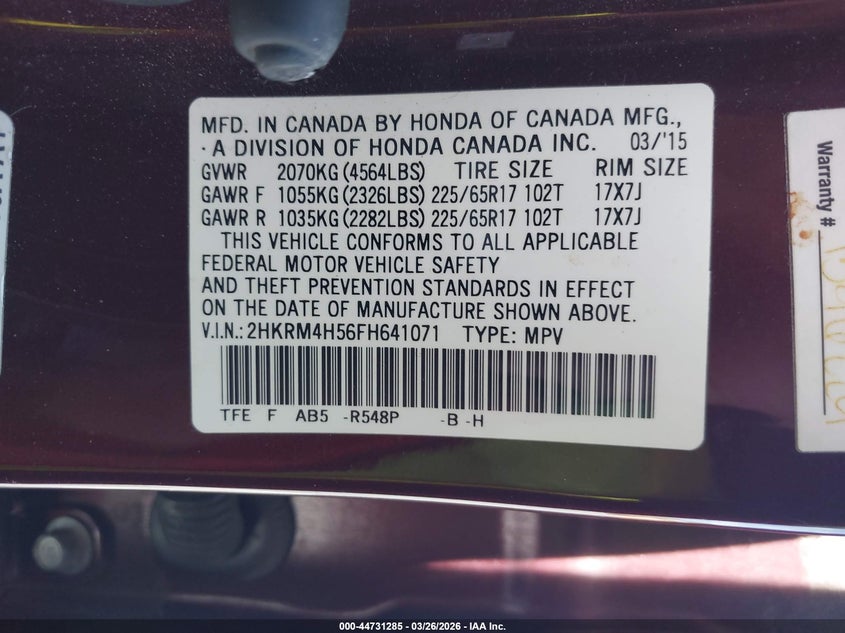 MFD. IN CANADA BY HONDA OF CANADA MFG.,
·A DIVISION OF HONDA CANADA INC. 03/'15
GVWR 2070KG (4564LBS) TIRE SIZE RIM SIZE
GAWR F 1055KG (2326LBS) 225/65R17 102T 17X7J
GAWR R 1035KG (2282LBS) 225/65R17 102T 17X7J
THIS VEHICLE CONFORMS TO ALL APPLICABLE
FEDERAL MOTOR VEHICLE SAFETY
AND THEFT PREVENTION STANDARDS IN EFFECT
ON THE DATE OF MANUFACTURE SHOWN ABOVE.
V.I.N.: 2HKRM4H56FH641071 TYPE: MPV
TFE F AB5 -R548P -B -H
Warranty #
000-44731285 - 03/26/2026 - IAA Inc.